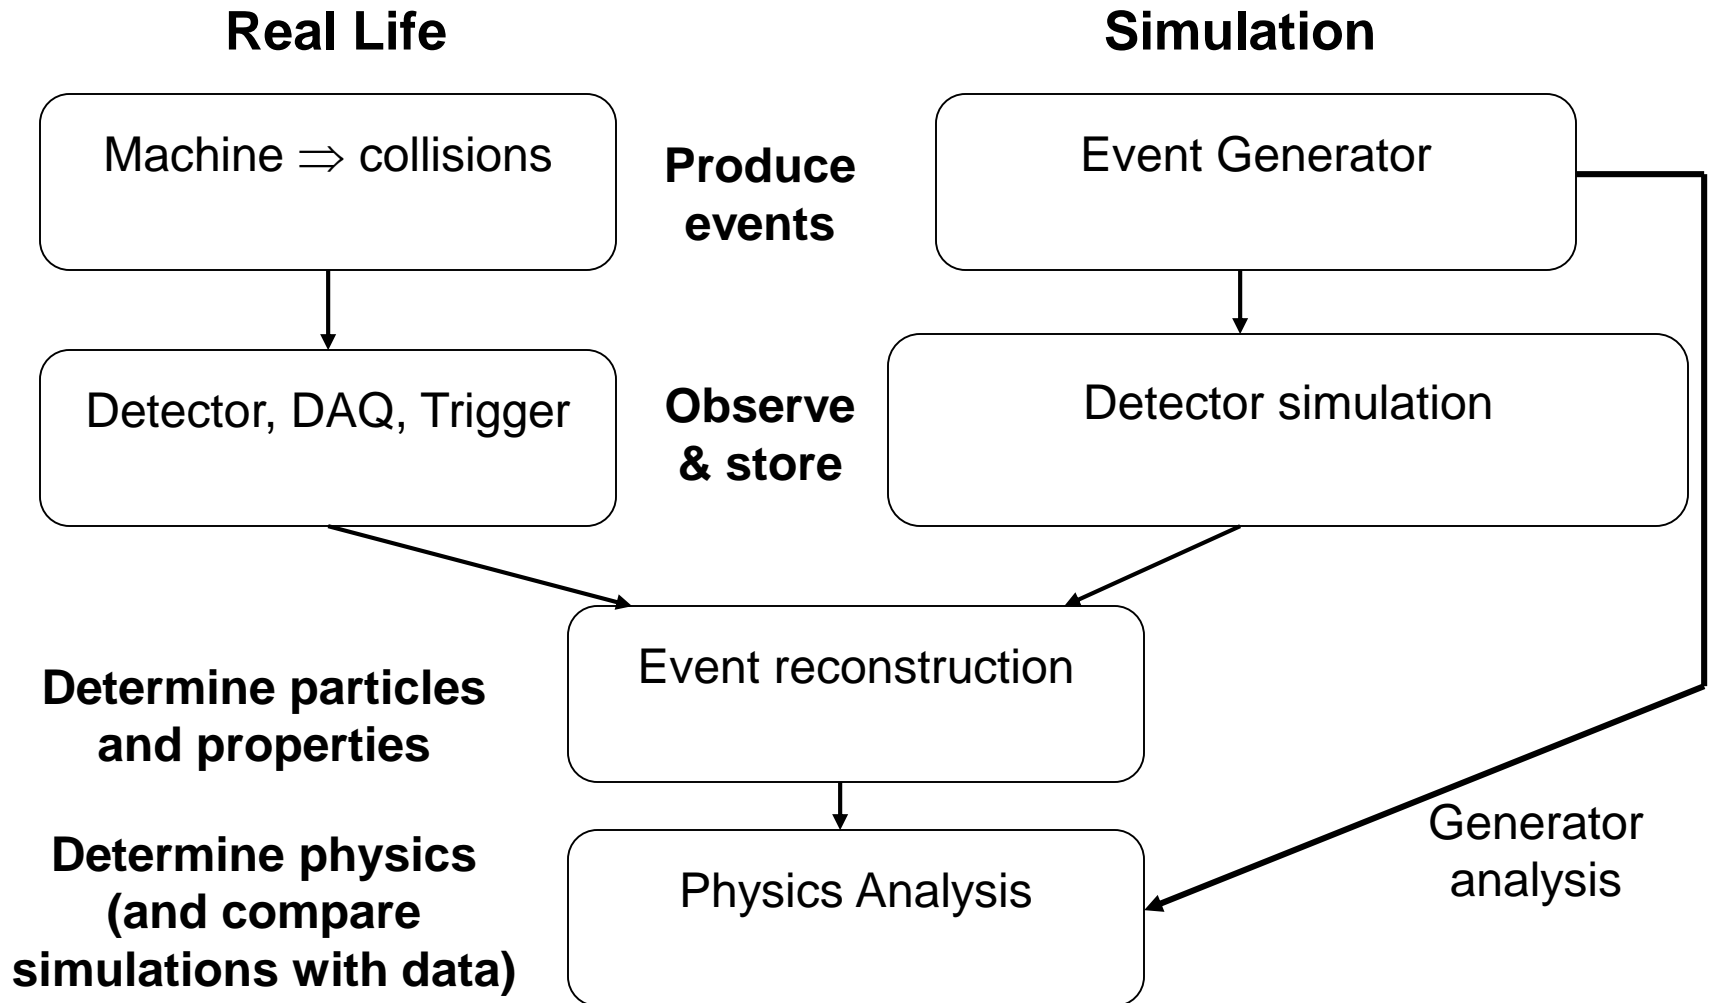 Real Life
Simulation
Machine ⇒ collisions
Produce
events
Event Generator
Detector, DAQ, Trigger
Observe
& store
Detector simulation
Determine particles
and properties
Event reconstruction
Determine physics
(and compare
simulations with data)
Physics Analysis
Generator
analysis